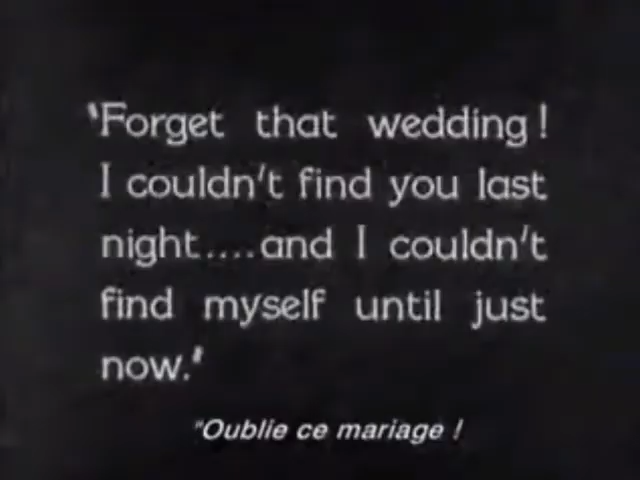 'Forget that wedding!
I couldn't find you last
night....and I couldn't
find myself until just
now.'
"Oublie ce mariage !